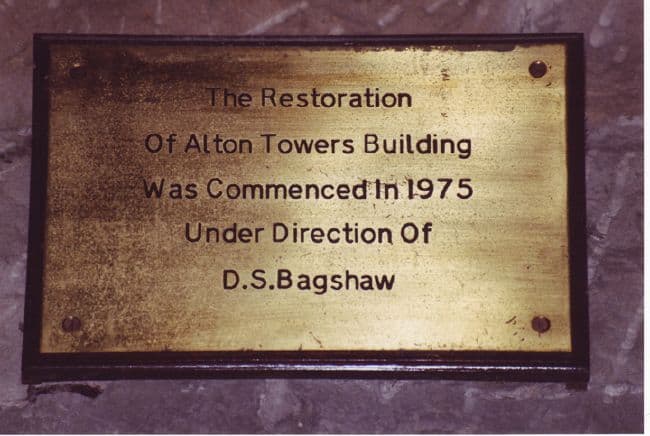 The Restoration
Of Alton Towers Building
Was Commenced In 1975
Under Direction Of
D.S.Bagshaw